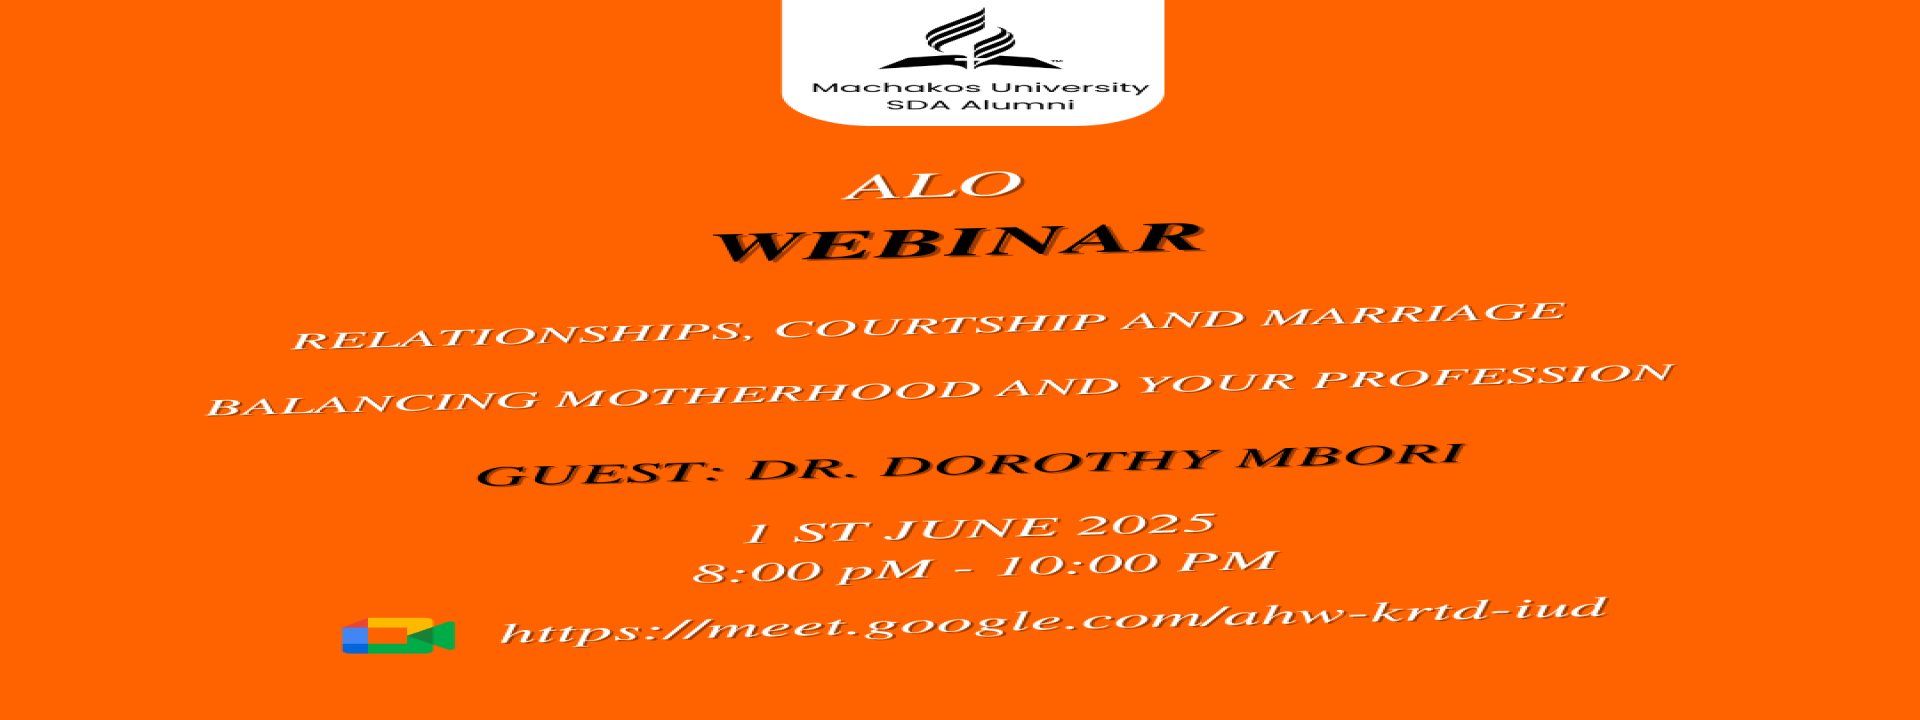 Machakos University
SDA Alumni
ALO
WEBINAR
RELATIONSHIPS, COURTSHIP AND MARRIAGE
BALANCING MOTHERHOOD AND YOUR PROFESSION
GUEST: DR. DOROTHY MBORI
1 ST JUNE 2025
8:00 pM - 10:00 PM
https://meet.google.com/ahw-krtd-iud